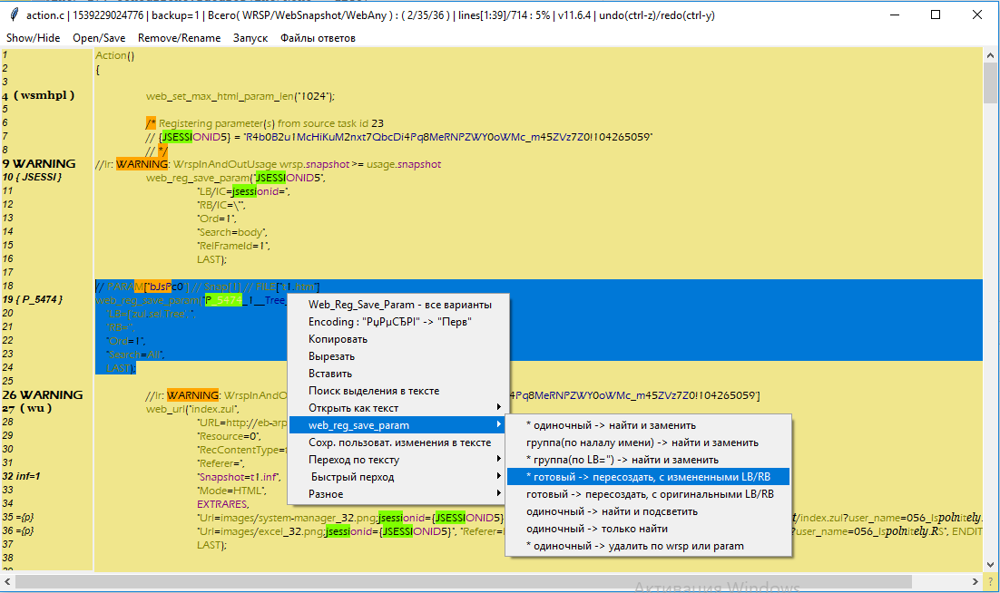 action.c | 1539229024776 | backup=1 | Всего( WRSP/WebSnapshot/WebAny ) : ( 2/35/36 ) | lines[1:39]/714 : 5% | v11.6.4 | undo(ctrl-z)/redo(ctrl-y)
Show/Hide Open/Save Remove/Rename Запуск Файлы ответов
1 Action()
2 {
3
4 ( wsmhpl ) web_set_max_html_param_len("1024");
5
6 /* Registering parameter(s) from source task id 23
7 // {JSESSIONID5} = "R4b0B2u1McHiKuM2nxt7QbcDi4Pq8MeRNPZWY0oWMc_m45ZVz7Z0!104265059"
8 // */
9 WARNING //lr: WARNING: WrspInAndOutUsage wrsp.snapshot >= usage.snapshot
10 { JSESSI } web_reg_save_param("JSESSIONID5",
11 "LB/IC=jsessionid=",
12 "RB/IC=\"",
13 "Ord=1",
14 "Search=body",
15 "RelFrameId=1",
16 LAST);
17
18 // PARAM["bJsPc0"] // Snap[1] // FILE["t1.htm"]
19 { P_5474 } web_reg_save_param("P_5474_1__Tree_
20 "LB=['zul.sel.Tree','",
21 "RB='",
22 "Ord=1",
23 "Search=All",
24 LAST);
25
26 WARNING //lr: WARNING: WrspInAndO 4Pq8MeRNPZWY0oWMc_m45ZVz7Z0!104265059']
27 ( wu ) web_url("index.zul",
28 "URL=http://eb-arp
29 "Resource=0",
30 "RecContentType=t
31 "Referer=",
32 inf=1 "Snapshot=t1.inf",
33 "Mode=HTML",
34 EXTRARES,
35 ={p} "Url=images/system-manager_32.png;jsessionid={JSESSIONID5} t/index.zul?user_name=056_Ispolnitely.
36 ={p} "Url=images/excel_32.png;jsessionid={JSESSIONID5}", "Referer= ?user_name=056_Ispolnitely.RS", ENDIT
37 LAST);
38
39
Web_Reg_Save_Param - все варианты
Encoding : "РџРµСЂРІ" -> "Перв"
Копировать
Вырезать
Вставить
Поиск выделения в тексте
Открыть как текст
web_reg_save_param
Сохр. пользоват. изменения в тексте
Переход по тексту
Быстрый перход
Разное
* одиночный -> найти и заменить
группа(по налалу имени) -> найти и заменить
* группа(по LB=") -> найти и заменить
* готовый -> пересоздать, с измененными LB/RB
готовый -> пересоздать, с оригинальными LB/RB
одиночный -> найти и подсветить
одиночный -> только найти
* одиночный -> удалить по wrsp или param
Активация Windows
?